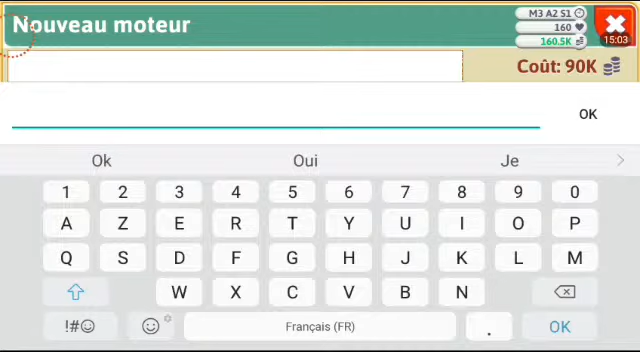 Nouveau moteur
M3 A2 S1
160
160.5K
15:03
Coût: 90K
OK
Ok Oui Je
1 2 3 4 5 6 7 8 9 0
A Z E R T Y U I O P
Q S D F G H J K L M
W X C V B N
!#☺ Français (FR) . OK